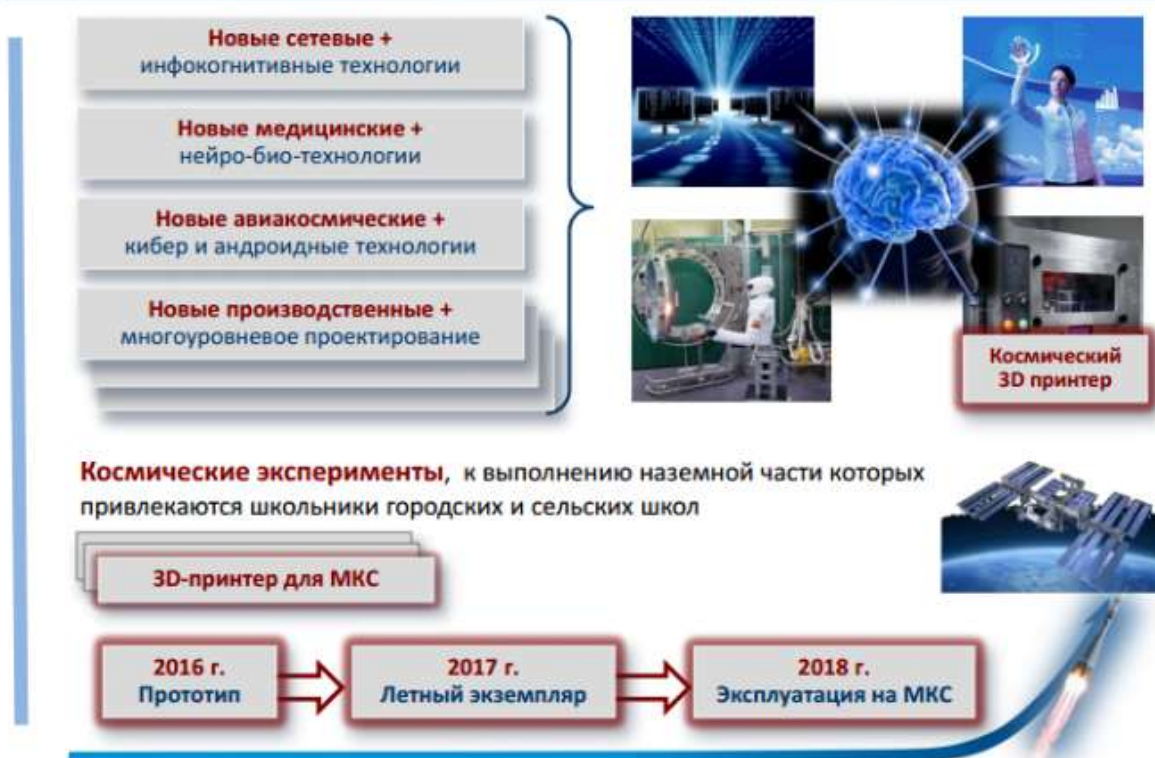 Новые сетевые +
инфокогнитивные технологии
Новые медицинские +
нейро-био-технологии
Новые авиакосмические +
кибер и андроидные технологии
Новые производственные +
многоуровневое проектирование
Космический
3D принтер
Космические эксперименты, к выполнению наземной части которых
привлекаются школьники городских и сельских школ
3D-принтер для МКС
2016 г.
Прототип
2017 г.
Летный экземпляр
2018 г.
Эксплуатация на МКС